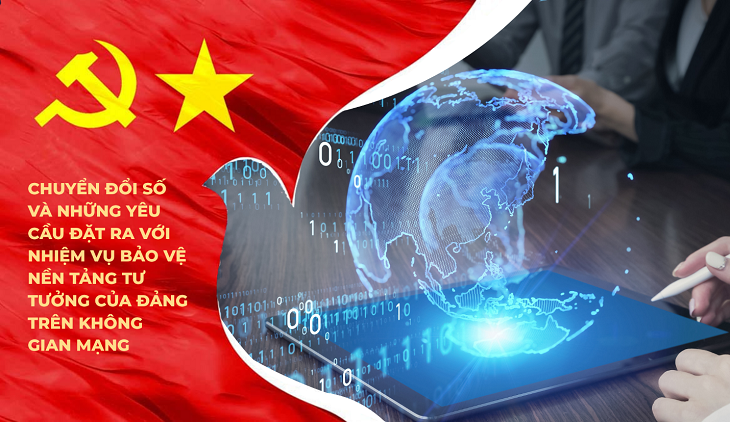 CHUYỂN ĐỔI SỐ
VÀ NHỮNG YÊU
CẦU ĐẶT RA VỚI
NHIỆM VỤ BẢO VỆ
NỀN TẢNG TƯ
TƯỞNG CỦA ĐẢNG
TRÊN KHÔNG
GIAN MẠNG